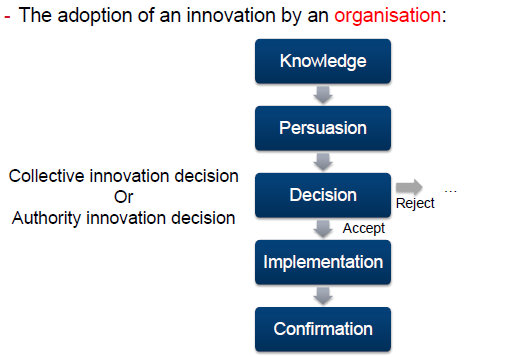 - The adoption of an innovation by an organisation:
Knowledge
Persuasion
Collective innovation decision
Or
Authority innovation decision
Decision
...
Reject
Accept
Implementation
Confirmation